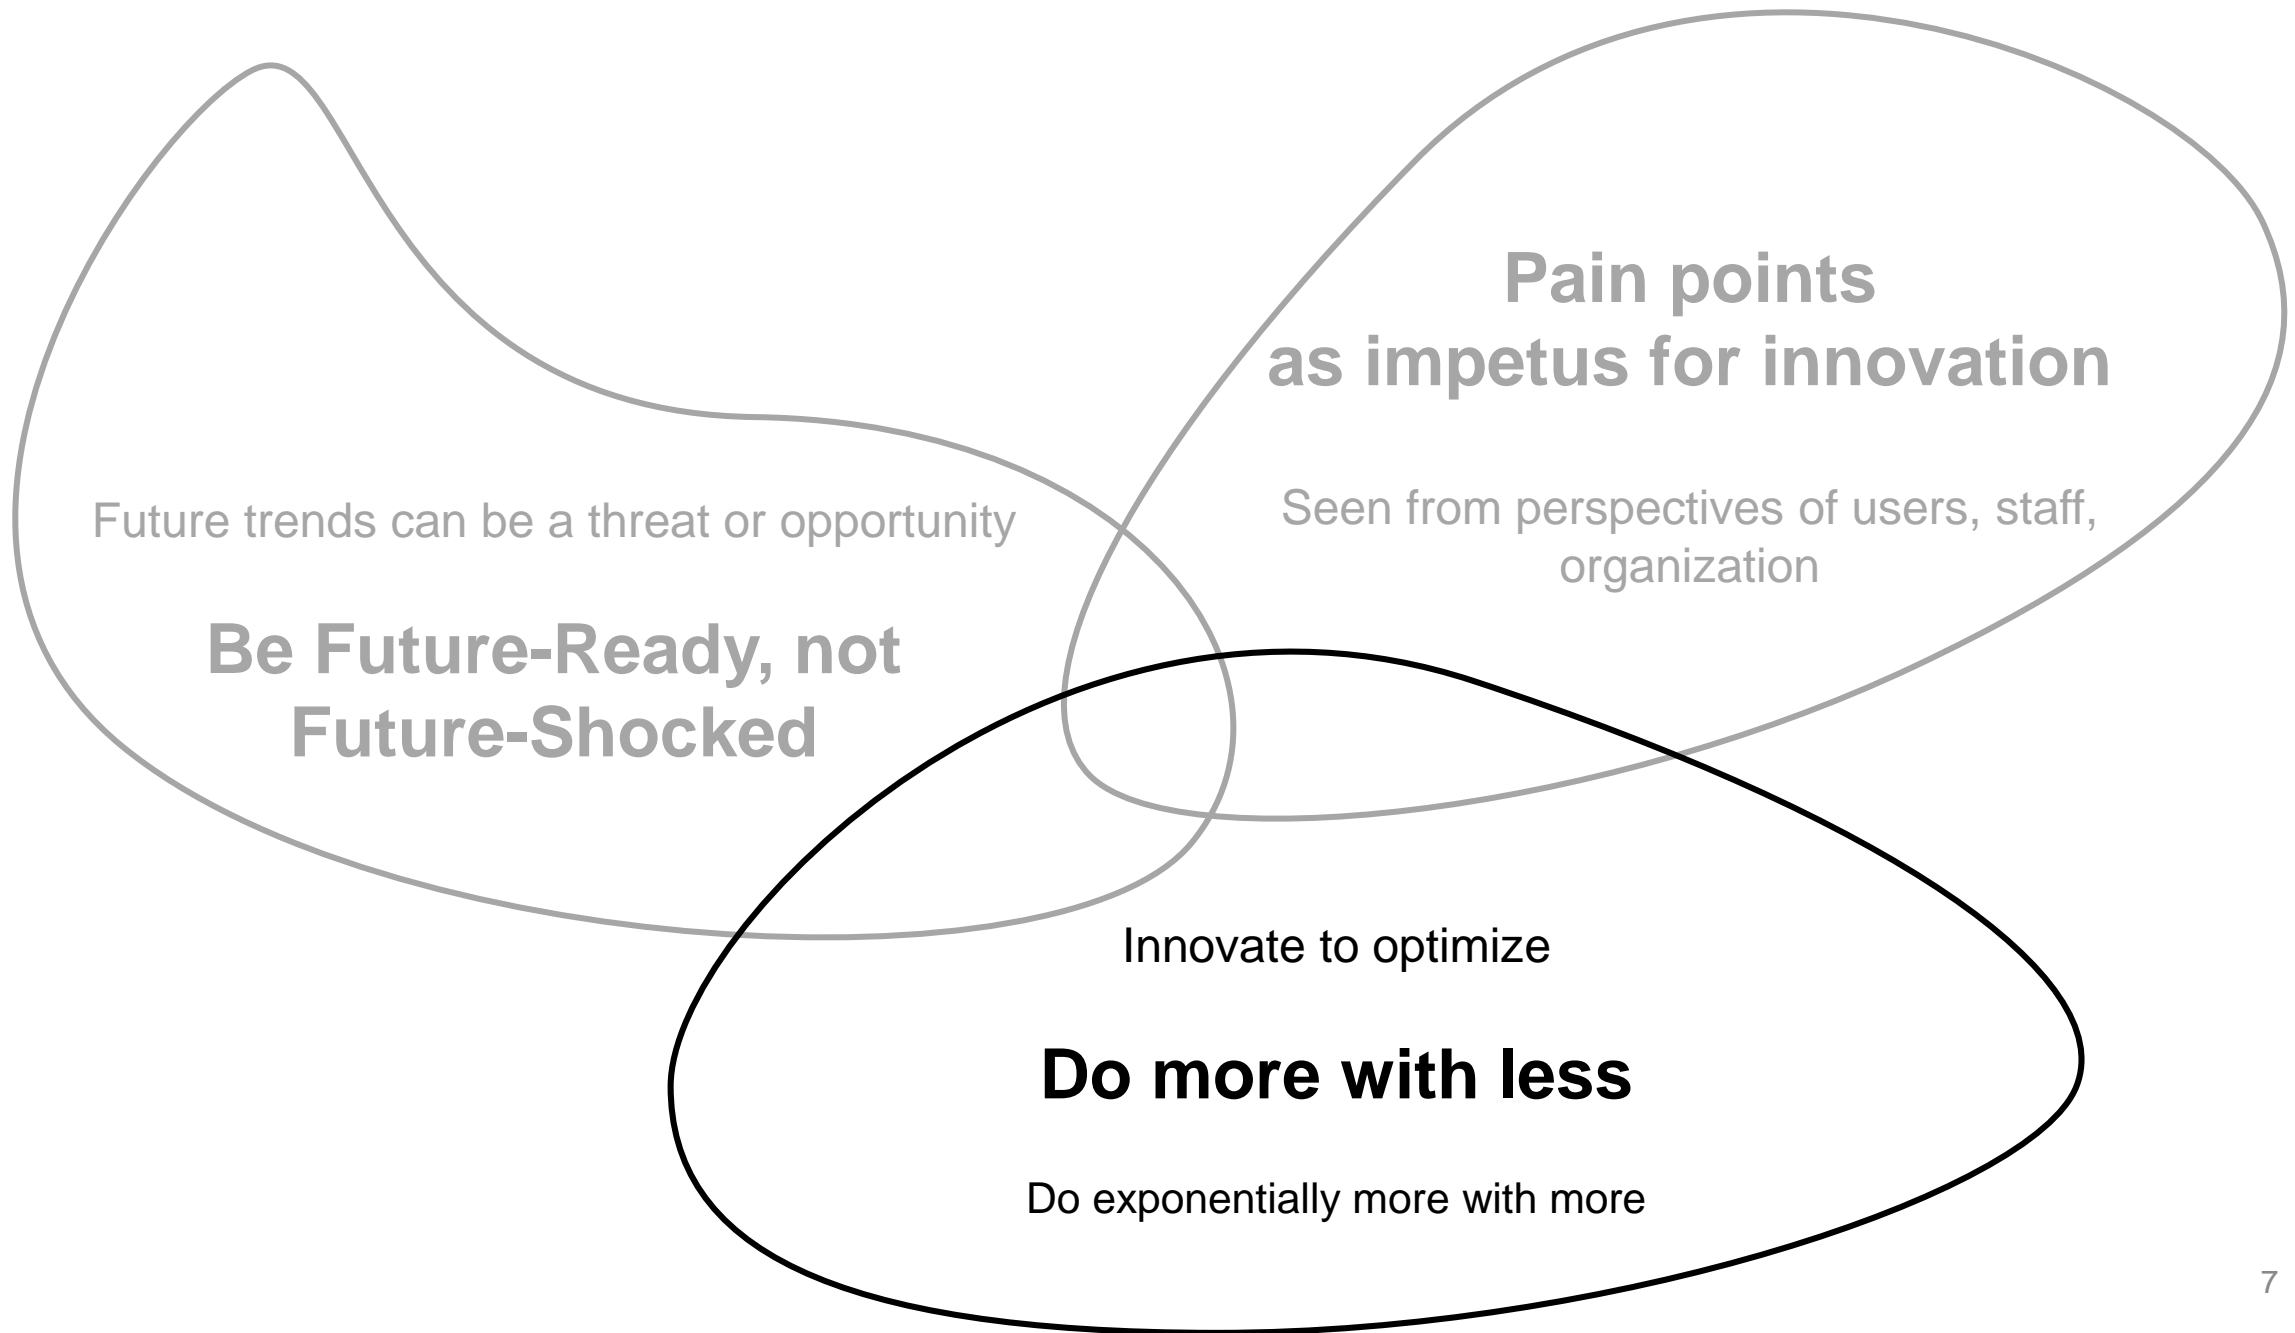 Pain points
as impetus for innovation
Seen from perspectives of users, staff,
organization
Future trends can be a threat or opportunity
Be Future-Ready, not
Future-Shocked
Innovate to optimize
Do more with less
Do exponentially more with more
7